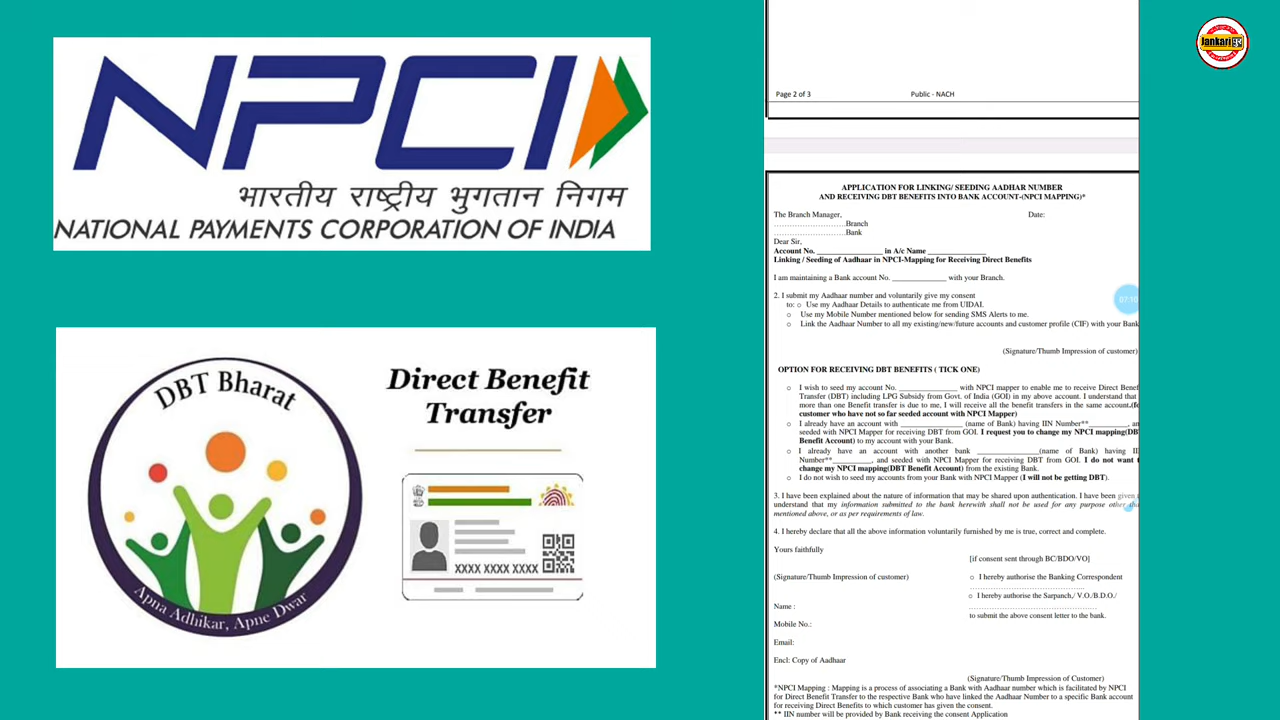 NPCI
भारतीय राष्ट्रीय भुगतान निगम
NATIONAL PAYMENTS CORPORATION OF INDIA
DBT Bharat
Apna Adhikar, Apne Dwar
Direct Benefit
Transfer
XXXX XXXX XXXX
Jankari
Page 2 of 3 Public - NACH
APPLICATION FOR LINKING/ SEEDING AADHAR NUMBER
AND RECEIVING DBT BENEFITS INTO BANK ACCOUNT-(NPCI MAPPING)*
The Branch Manager, Date:
........................Branch
........................Bank
Dear Sir,
Account No. ________________ in A/c Name ______________
Linking / Seeding of Aadhaar in NPCI-Mapping for Receiving Direct Benefits
I am maintaining a Bank account No. _____________ with your Branch.
07:10
2. I submit my Aadhaar number and voluntarily give my consent
to: o Use my Aadhaar Details to authenticate me from UIDAI.
o Use my Mobile Number mentioned below for sending SMS Alerts to me.
o Link the Aadhaar Number to all my existing/new/future accounts and customer profile (CIF) with your Bank
(Signature/Thumb Impression of customer)
OPTION FOR RECEIVING DBT BENEFITS ( TICK ONE)
o I wish to seed my account No. ______________ with NPCI mapper to enable me to receive Direct Benef
Transfer (DBT) including LPG Subsidy from Govt. of India (GOI) in my above account. I understand that
more than one Benefit transfer is due to me, I will receive all the benefit transfers in the same account.(fo
customer who have not so far seeded account with NPCI Mapper)
o I already have an account with _______________ (name of Bank) having IIN Number**__________, an
seeded with NPCI Mapper for receiving DBT from GOI. I request you to change my NPCI mapping(DB
Benefit Account) to my account with your Bank.
o I already have an account with another bank _______________(name of Bank) having II
Number**__________, and seeded with NPCI Mapper for receiving DBT from GOI. I do not want t
change my NPCI mapping(DBT Benefit Account) from the existing Bank.
o I do not wish to seed my accounts from your Bank with NPCI Mapper (I will not be getting DBT).
3. I have been explained about the nature of information that may be shared upon authentication. I have been given
understand that my information submitted to the bank herewith shall not be used for any purpose other tha
mentioned above, or as per requirements of law.
4. I hereby declare that all the above information voluntarily furnished by me is true, correct and complete.
Yours faithfully
[if consent sent through BC/BDO/VO]
(Signature/Thumb Impression of customer) o I hereby authorise the Banking Correspondent
o I hereby authorise the Sarpanch,/ V.O./B.D.O./
Name :
to submit the above consent letter to the bank.
Mobile No.:
Email:
Encl: Copy of Aadhaar
(Signature/Thumb Impression of Customer)
*NPCI Mapping : Mapping is a process of associating a Bank with Aadhaar number which is facilitated by NPCI
for Direct Benefit Transfer to the respective Bank who have linked the Aadhaar Number to a specific Bank account
for receiving Direct Benefits to which customer has given the consent.
** IIN number will be provided by Bank receiving the consent Application